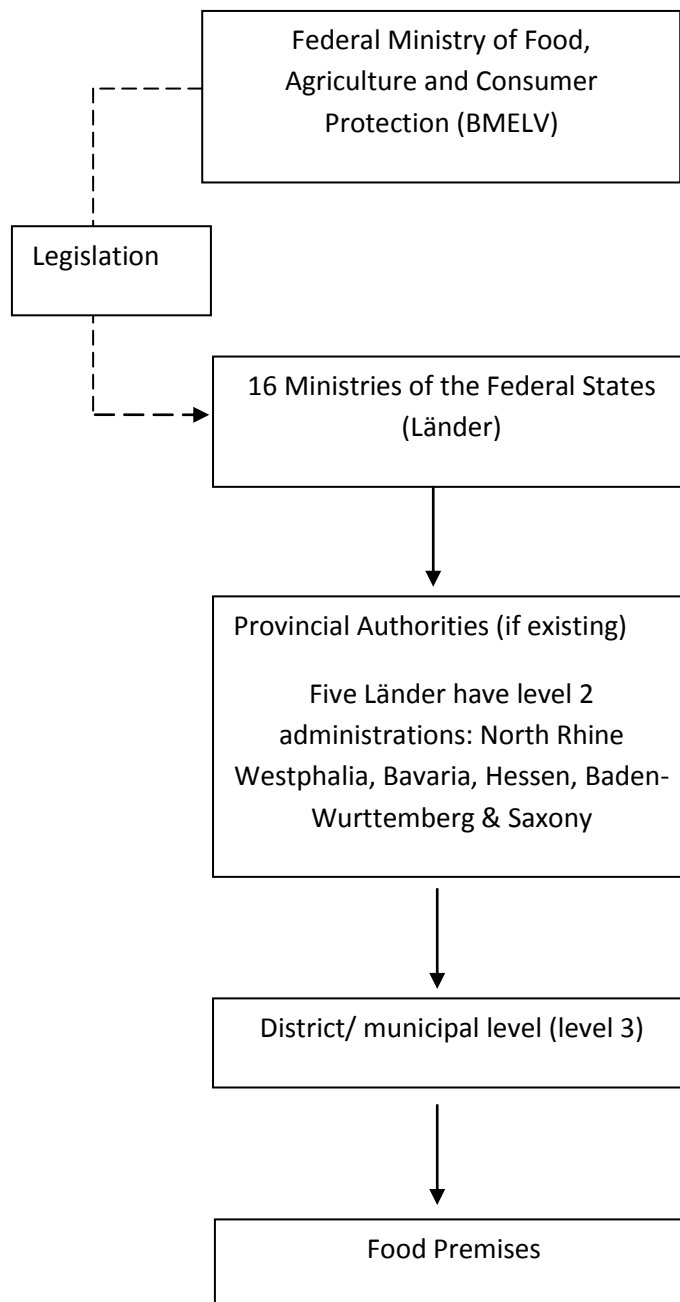 Federal Ministry of Food,
Agriculture and Consumer
Protection (BMELV)
Legislation
16 Ministries of the Federal States
(Länder)
Provincial Authorities (if existing)
Five Länder have level 2
administrations: North Rhine
Westphalia, Bavaria, Hessen, Baden-
Wurttemberg & Saxony
District/ municipal level (level 3)
Food Premises